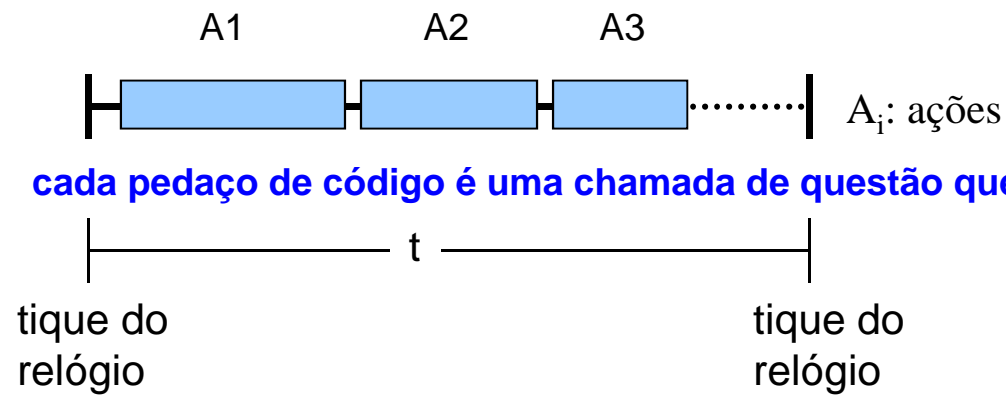 A1 A2 A3
Ai: ações
cada pedaço de código é uma chamada de questão que
t
tique do tique do
relógio relógio